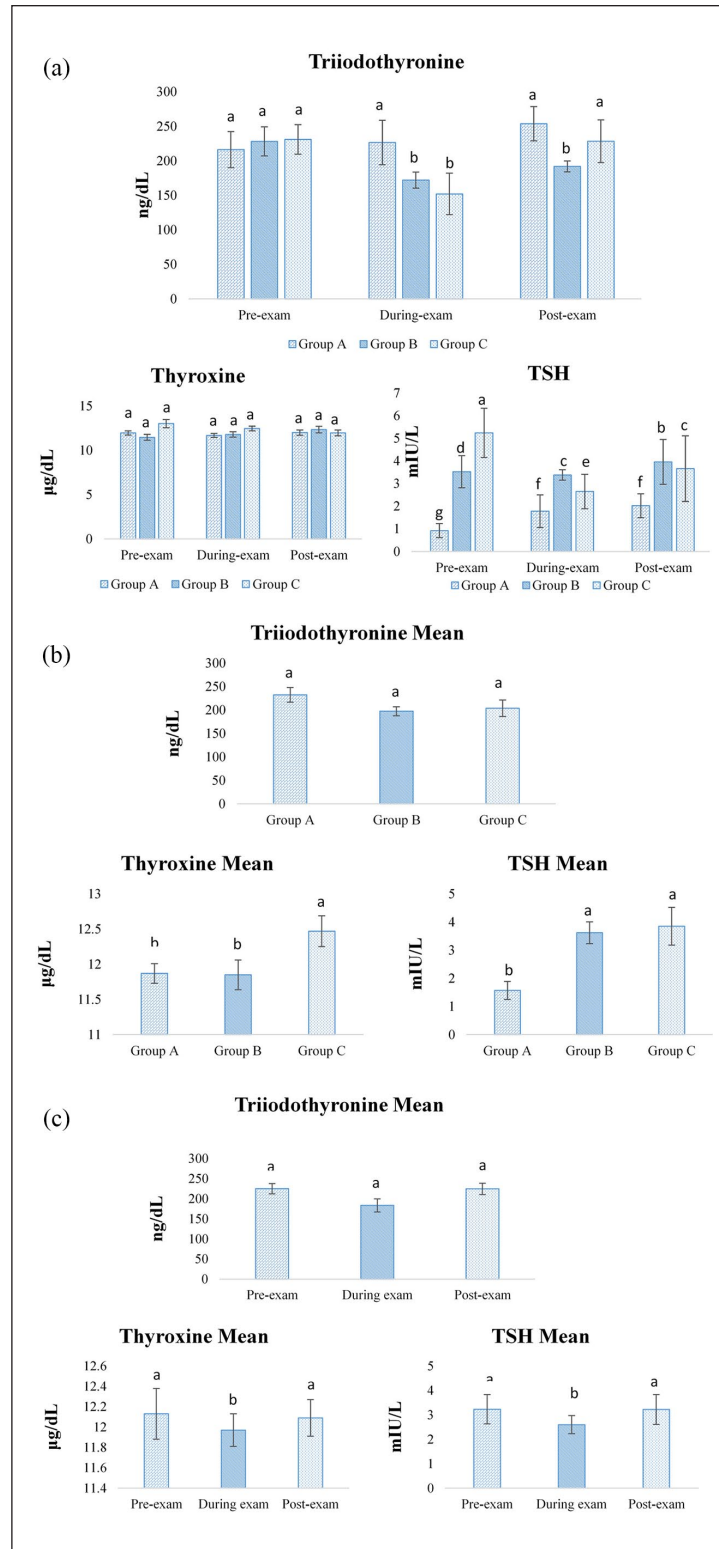 (a)
Triiodothyronine
300
250
200
150
100
50
0
ng/dL
a a a a b b a b a
Pre-exam During-exam Post-exam
Group A Group B Group C
Thyroxine
15
10
5
0
µg/dL
a a a a a a a a a
Pre-exam During-exam Post-exam
Group A Group B Group C
TSH
7
6
5
4
3
2
1
0
mIU/L
g d a f c e f b c
Pre-exam During-exam Post-exam
Group A Group B Group C
(b)
Triiodothyronine Mean
300
250
200
150
100
50
0
ng/dL
a a a
Group A Group B Group C
Thyroxine Mean
13
12.5
12
11.5
11
µg/dL
b b a
Group A Group B Group C
TSH Mean
5
4
3
2
1
0
mIU/L
b a a
Group A Group B Group C
(c)
Triiodothyronine Mean
300
250
200
150
100
50
0
ng/dL
a a a
Pre-exam During exam Post-exam
Thyroxine Mean
12.6
12.4
12.2
12
11.8
11.6
11.4
µg/dL
a b a
Pre-exam During exam Post-exam
TSH Mean
5
4
3
2
1
0
mIU/L
a b a
Pre-exam During exam Post-exam